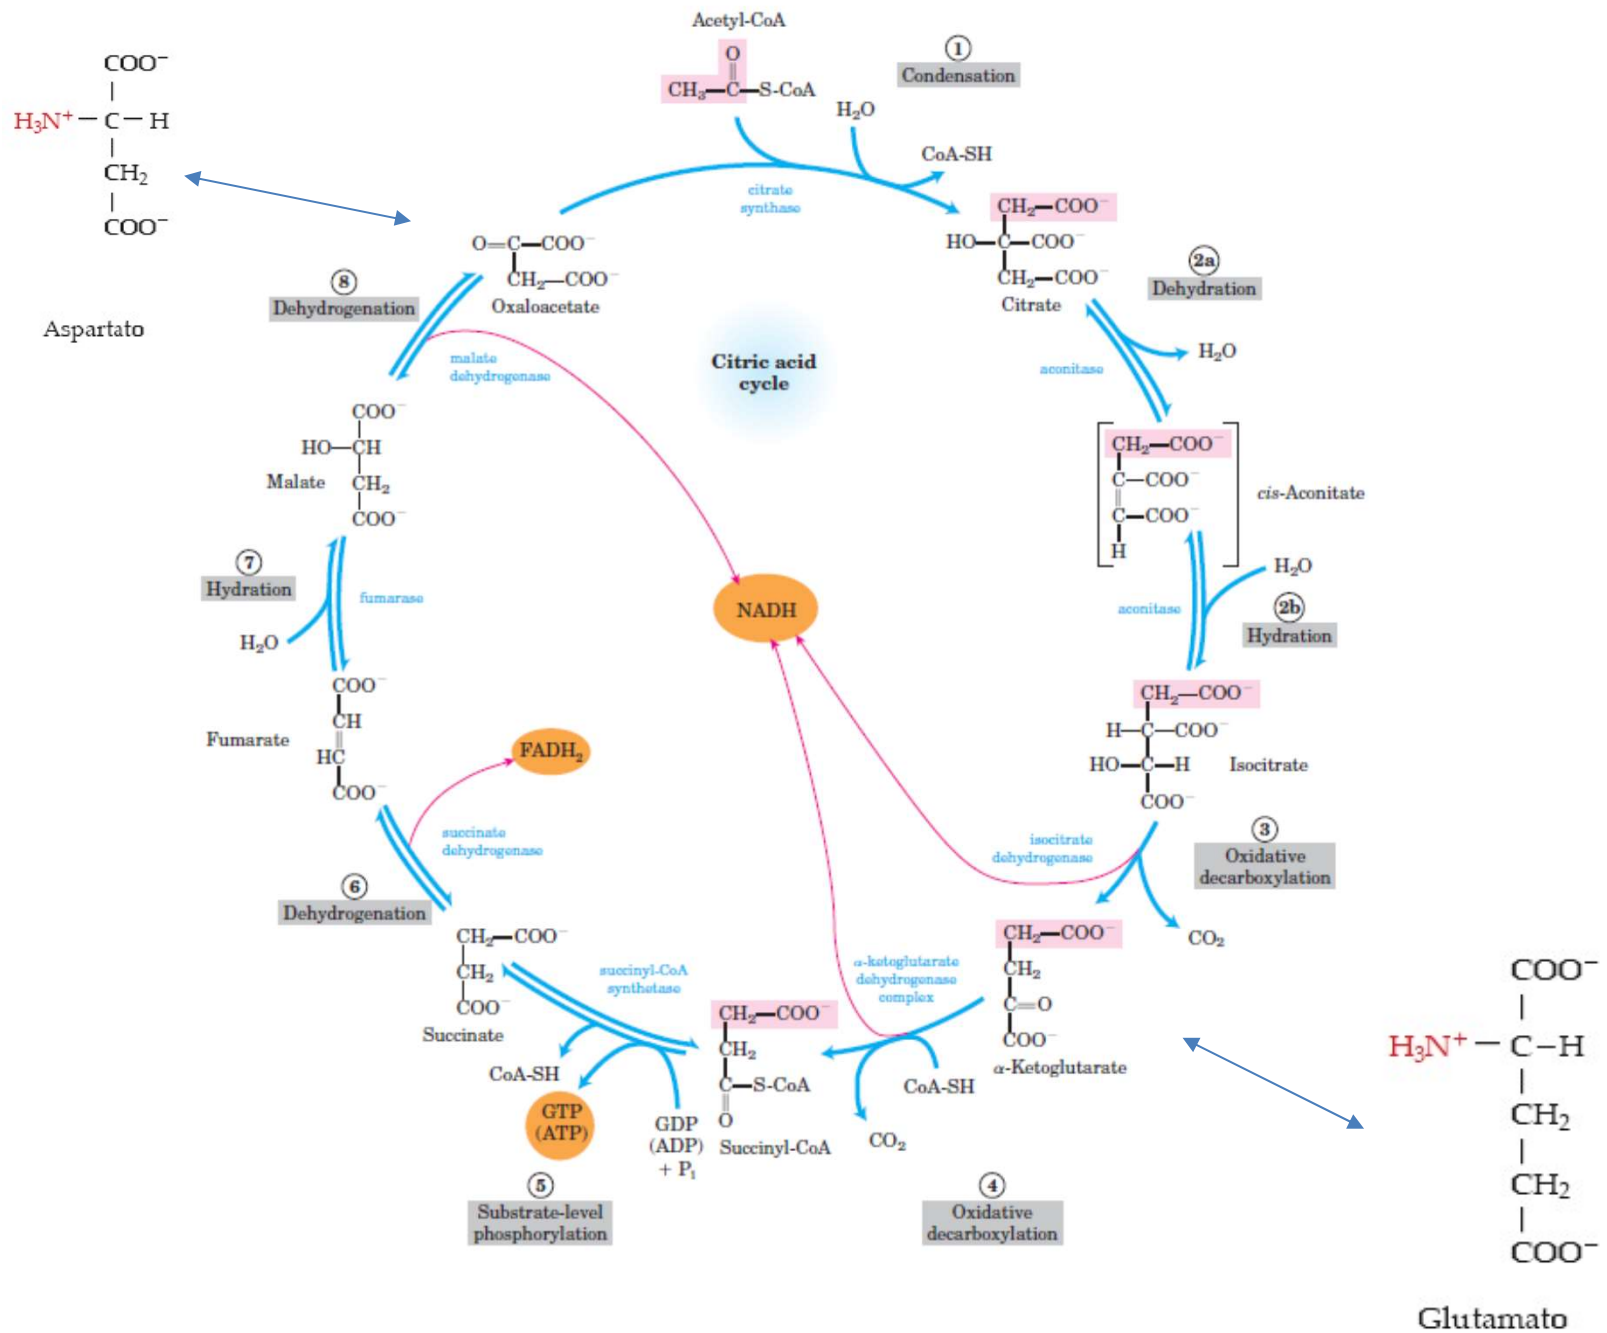 Acetyl-CoA
O
CH₃—C—S-CoA
1
Condensation
H₂O
CoA-SH
citrate
synthase
COO⁻
H₃N⁺—C—H
CH₂
COO⁻
Aspartato
O=C—COO⁻
CH₂—COO⁻
Oxaloacetate
CH₂—COO⁻
HO—C—COO⁻
CH₂—COO⁻
Citrate
2a
Dehydration
H₂O
aconitase
8
Dehydrogenation
malate
dehydrogenase
Citric acid
cycle
CH₂—COO⁻
C—COO⁻
C—COO⁻
H
cis-Aconitate
COO⁻
HO—CH
CH₂
COO⁻
Malate
H₂O
aconitase
2b
Hydration
7
Hydration
fumarase
H₂O
NADH
CH₂—COO⁻
H—C—COO⁻
HO—C—H
COO⁻
Isocitrate
COO⁻
CH
HC
COO⁻
Fumarate
FADH₂
succinate
dehydrogenase
isocitrate
dehydrogenase
3
Oxidative
decarboxylation
CO₂
6
Dehydrogenation
CH₂—COO⁻
CH₂
COO⁻
Succinate
succinyl-CoA
synthetase
α-ketoglutarate
dehydrogenase
complex
CH₂—COO⁻
CH₂
C=O
COO⁻
α-Ketoglutarate
CH₂—COO⁻
CH₂
C—S-CoA
O
Succinyl-CoA
CoA-SH
GTP
(ATP)
GDP
(ADP)
+ Pᵢ
CO₂
CoA-SH
5
Substrate-level
phosphorylation
4
Oxidative
decarboxylation
COO⁻
H₃N⁺—C—H
CH₂
CH₂
COO⁻
Glutamato